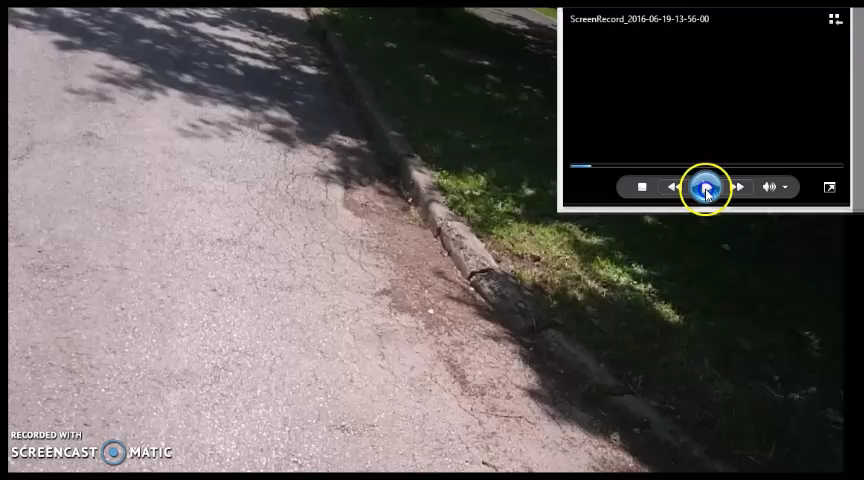 ScreenRecord_2016-06-19-13-56-00
RECORDED WITH
SCREENCAST MATIC